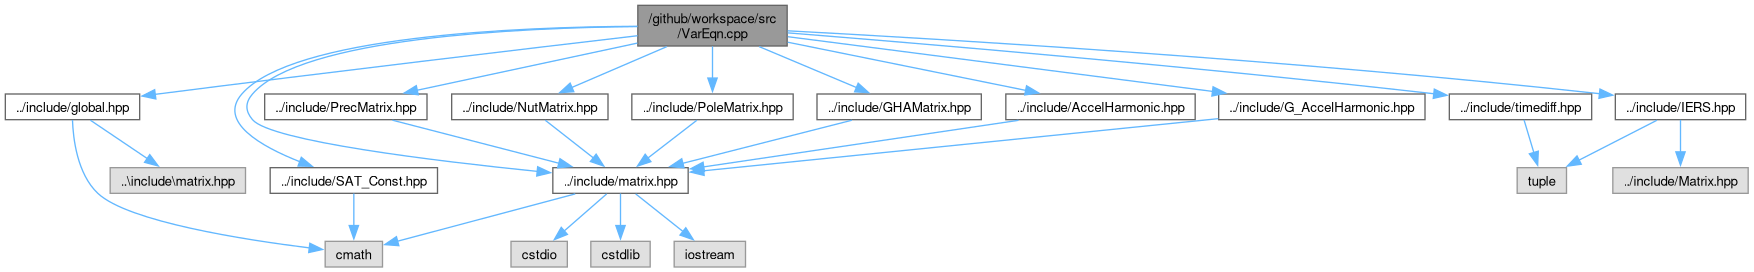 /github/workspace/src
/VarEqn.cpp
../include/global.hpp
../include/PrecMatrix.hpp
../include/NutMatrix.hpp
../include/PoleMatrix.hpp
../include/GHAMatrix.hpp
../include/AccelHarmonic.hpp
../include/G_AccelHarmonic.hpp
../include/timediff.hpp
../include/IERS.hpp
..\include\matrix.hpp
../include/SAT_Const.hpp
../include/matrix.hpp
tuple
../include/Matrix.hpp
cmath
cstdio
cstdlib
iostream